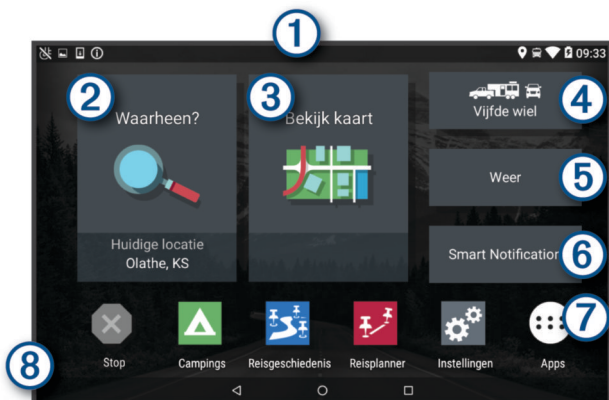 1
09:33
2
Waarheen?
Huidige locatie
Olathe, KS
3
Bekijk kaart
4
Vijfde wiel
5
Weer
6
Smart Notification
7
8
Stop
Campings
Reisgeschiedenis
Reisplanner
Instellingen
Apps